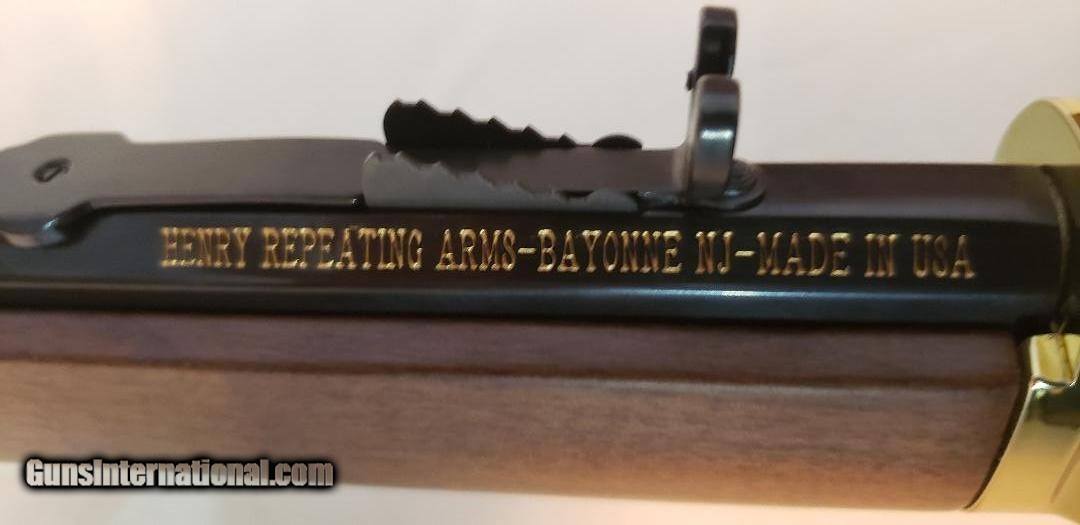 HENRY REPEATING ARMS-BAYONNE NJ-MADE IN USA
GunsInternational.com